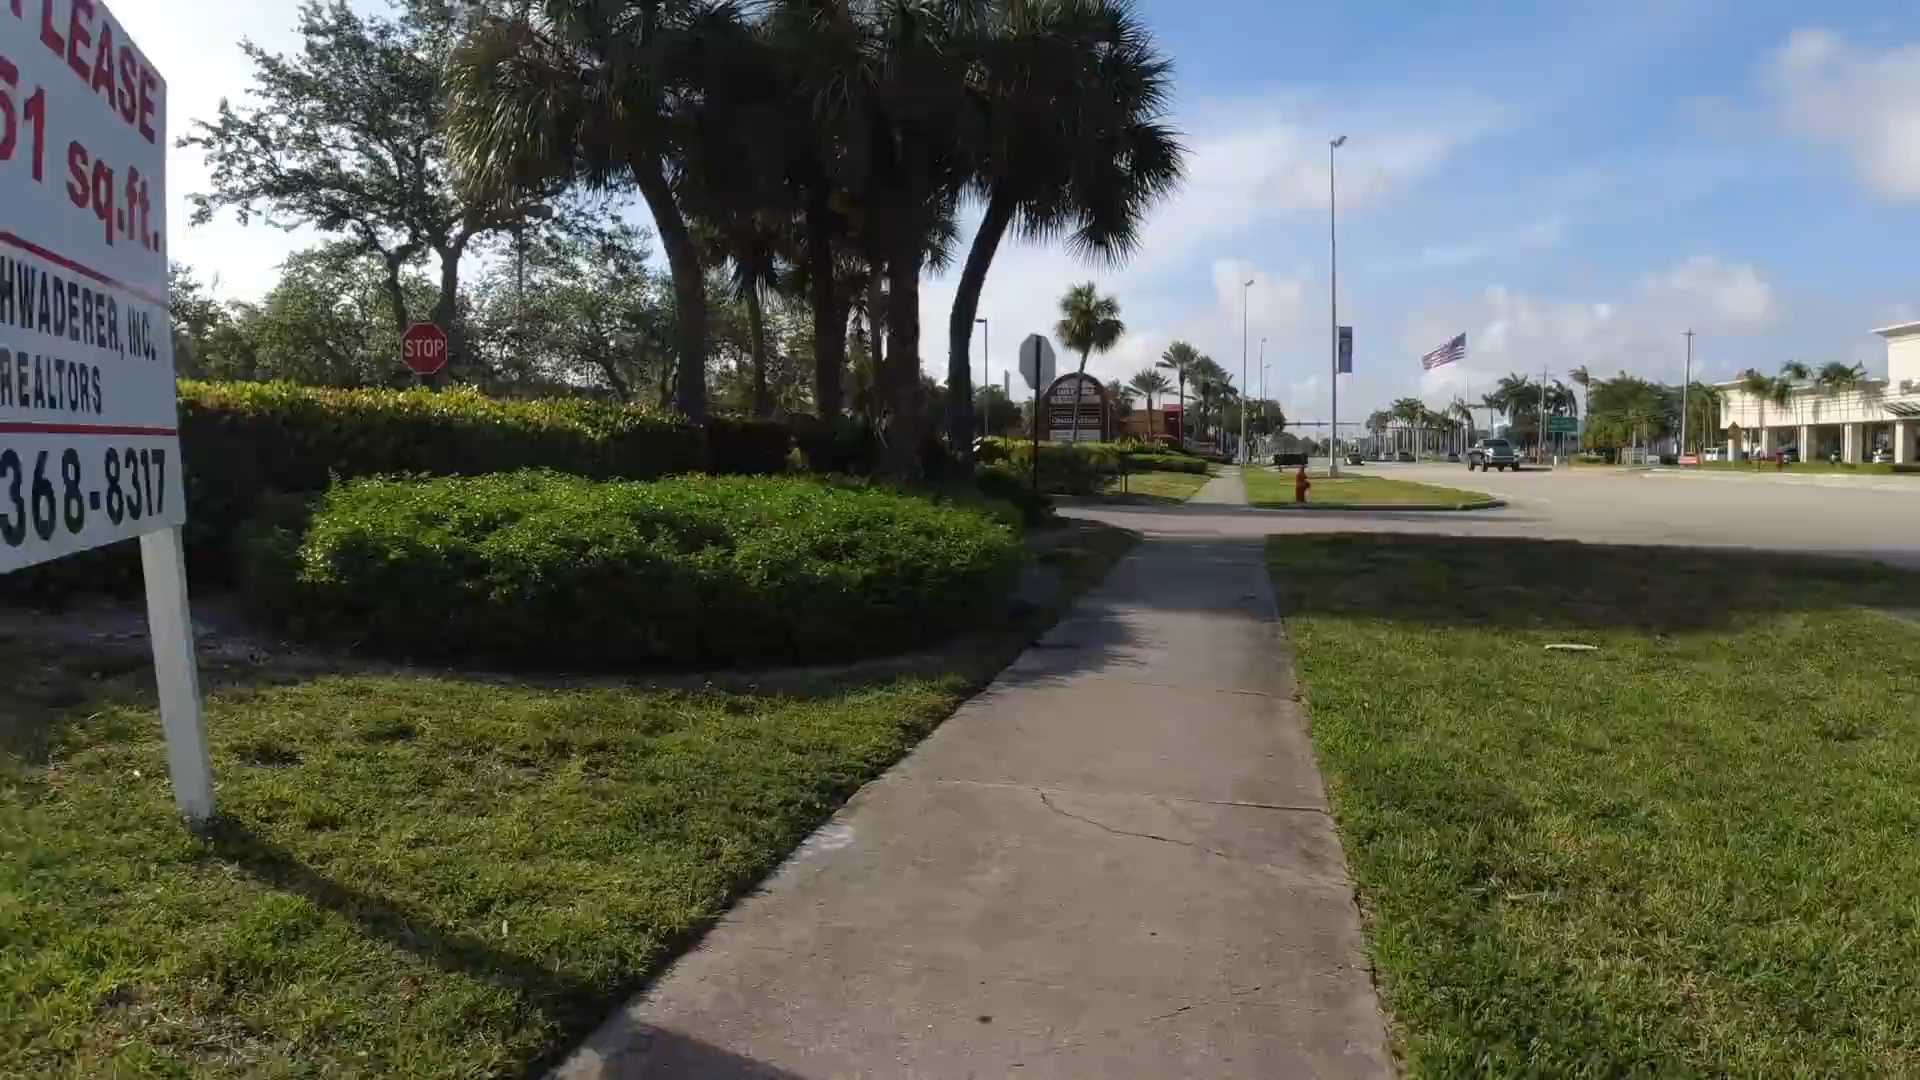 LEASE
51 sq.ft.
HWADERER, INC.
REALTORS
368-8317
STOP